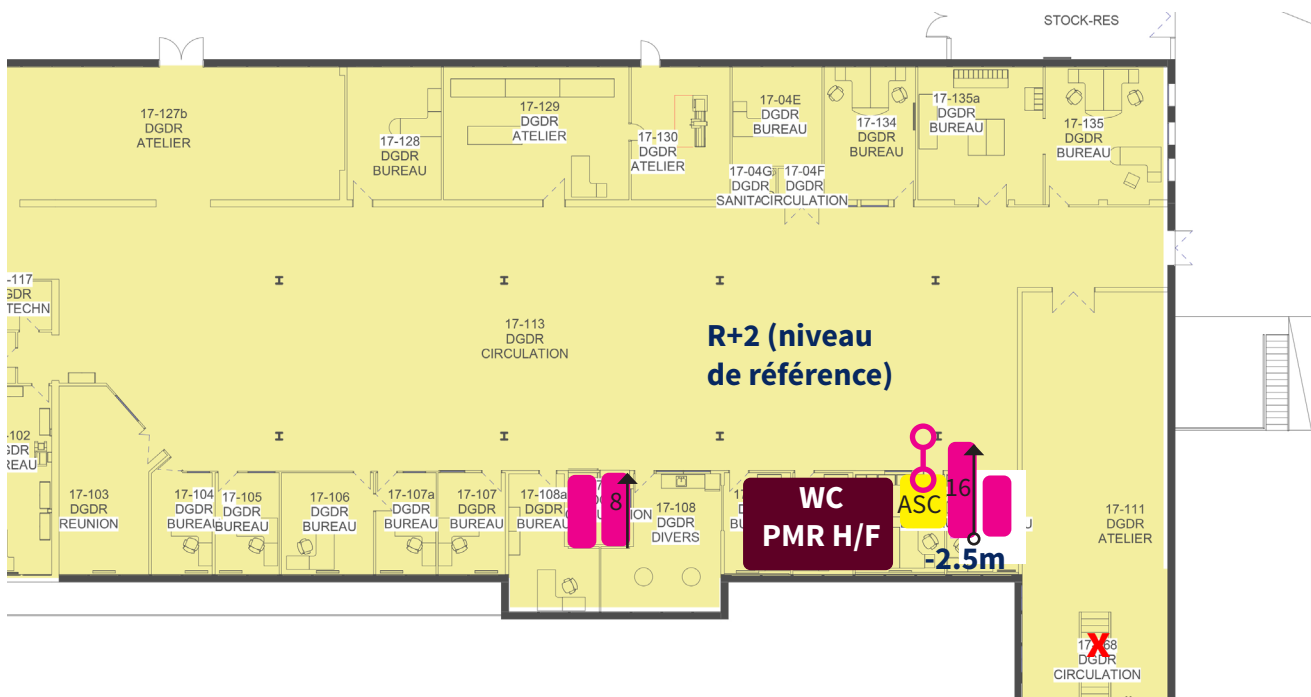 STOCK-RES
17-127b
DGDR
ATELIER
17-128
DGDR
BUREAU
17-129
DGDR
ATELIER
17-130
DGDR
ATELIER
17-04E
DGDR
BUREAU
17-04G
DGDR
SANITA
17-04F
DGDR
CIRCULATION
17-134
DGDR
BUREAU
17-135a
DGDR
BUREAU
17-135
DGDR
BUREAU
-117
GDR
TECHN
17-113
DGDR
CIRCULATION
R+2 (niveau
de référence)
-102
GDR
REAU
17-103
DGDR
REUNION
17-104
DGDR
BUREAU
17-105
DGDR
BUREAU
17-106
DGDR
BUREAU
17-107a
DGDR
BUREAU
17-107
DGDR
BUREAU
17-108a
DGDR
BUREAU
8
17-108
DGDR
DIVERS
WC
PMR H/F
ASC
16
-2.5m
17-111
DGDR
ATELIER
X
DGDR
CIRCULATION